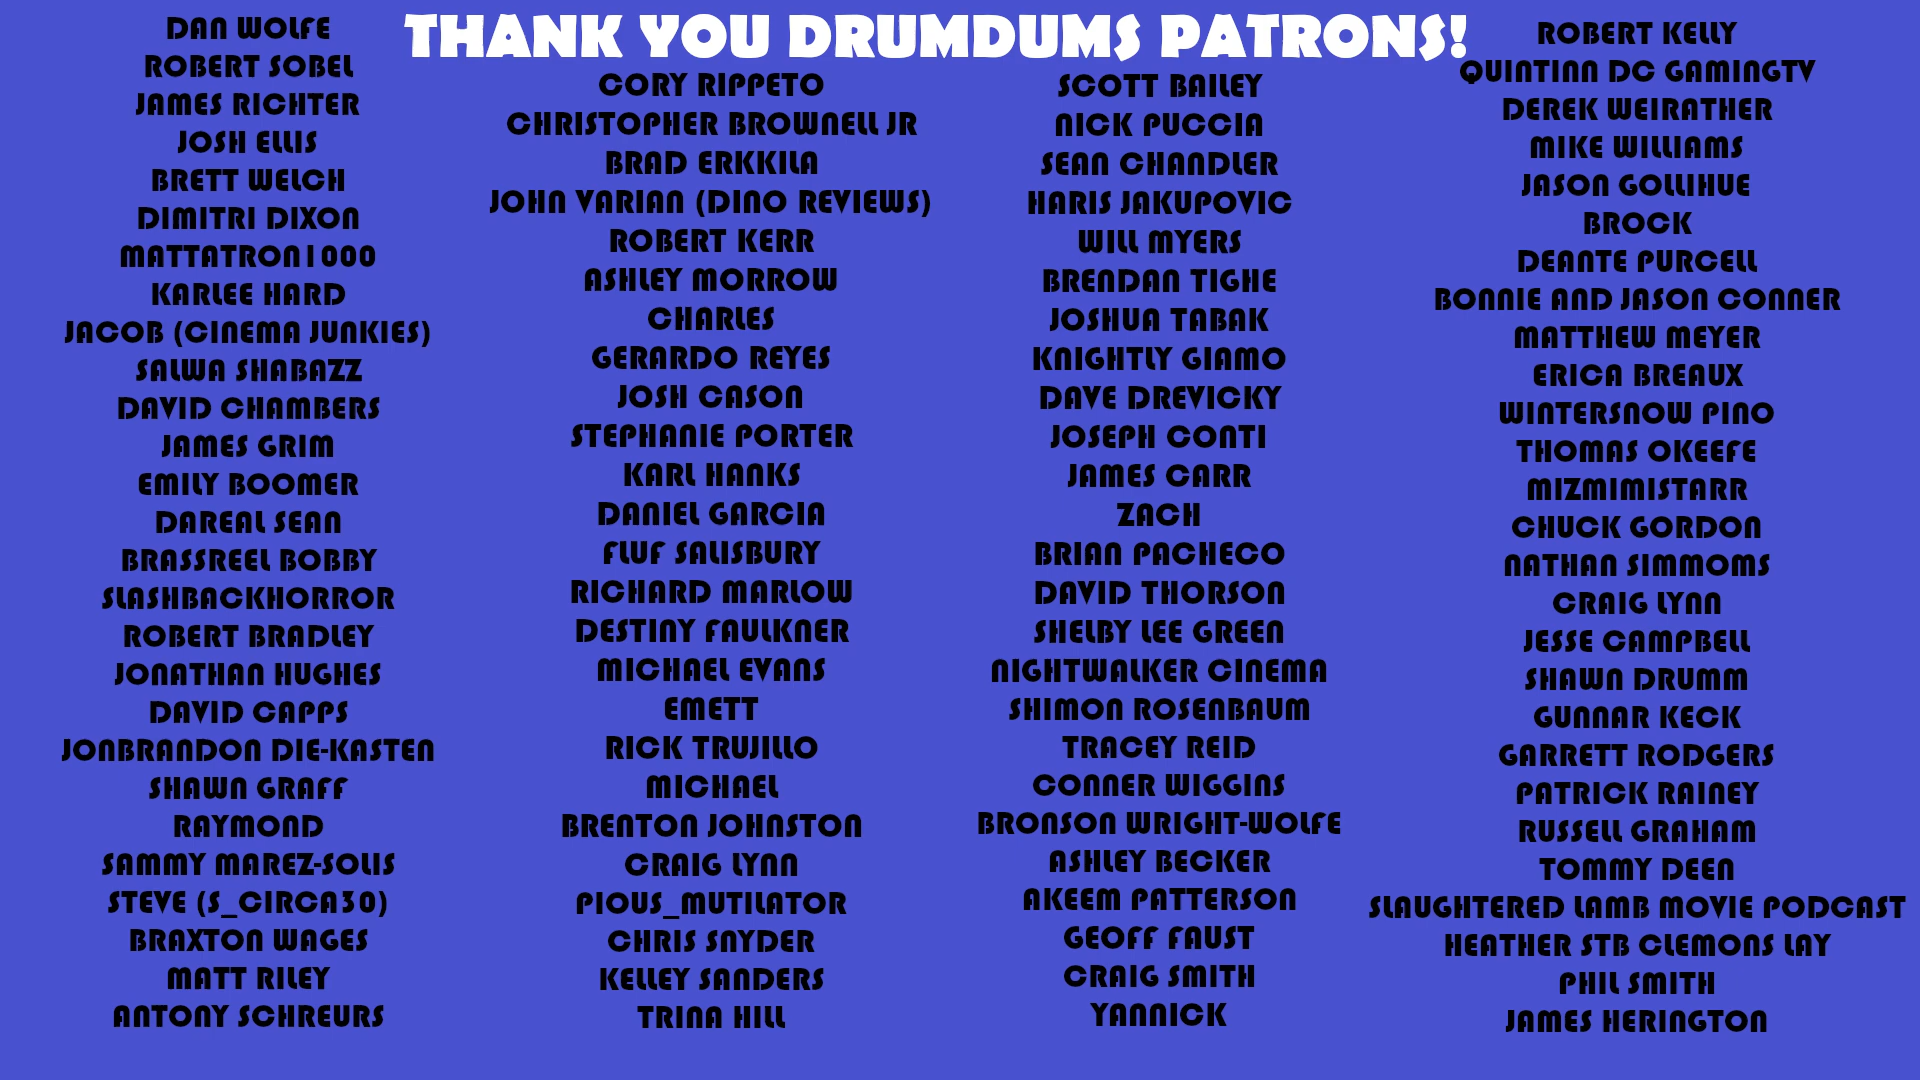 THANK YOU DRUMDUMS PATRONS!
DAN WOLFE
ROBERT SOBEL
JAMES RICHTER
JOSH ELLIS
BRETT WELCH
DIMITRI DIXON
MATTATRON1000
KARLEE HARD
JACOB (CINEMA JUNKIES)
SALWA SHABAZZ
DAVID CHAMBERS
JAMES GRIM
EMILY BOOMER
DAREAL SEAN
BRASSREEL BOBBY
SLASHBACKHORROR
ROBERT BRADLEY
JONATHAN HUGHES
DAVID CAPPS
JONBRANDON DIE-KASTEN
SHAWN GRAFF
RAYMOND
SAMMY MAREZ-SOLIS
STEVE (S_CIRCA30)
BRAXTON WAGES
MATT RILEY
ANTONY SCHREURS
CORY RIPPETO
CHRISTOPHER BROWNELL JR
BRAD ERKKILA
JOHN VARIAN (DINO REVIEWS)
ROBERT KERR
ASHLEY MORROW
CHARLES
GERARDO REYES
JOSH CASON
STEPHANIE PORTER
KARL HANKS
DANIEL GARCIA
FLUF SALISBURY
RICHARD MARLOW
DESTINY FAULKNER
MICHAEL EVANS
EMETT
RICK TRUJILLO
MICHAEL
BRENTON JOHNSTON
CRAIG LYNN
PIOUS_MUTILATOR
CHRIS SNYDER
KELLEY SANDERS
TRINA HILL
SCOTT BAILEY
NICK PUCCIA
SEAN CHANDLER
HARIS JAKUPOVIC
WILL MYERS
BRENDAN TIGHE
JOSHUA TABAK
KNIGHTLY GIAMO
DAVE DREVICKY
JOSEPH CONTI
JAMES CARR
ZACH
BRIAN PACHECO
DAVID THORSON
SHELBY LEE GREEN
NIGHTWALKER CINEMA
SHIMON ROSENBAUM
TRACEY REID
CONNER WIGGINS
BRONSON WRIGHT-WOLFE
ASHLEY BECKER
AKEEM PATTERSON
GEOFF FAUST
CRAIG SMITH
YANNICK
ROBERT KELLY
QUINTINN DC GAMINGTV
DEREK WEIRATHER
MIKE WILLIAMS
JASON GOLLIHUE
BROCK
DEANTE PURCELL
BONNIE AND JASON CONNER
MATTHEW MEYER
ERICA BREAUX
WINTERSNOW PINO
THOMAS OKEEFE
MIZMIMISTARR
CHUCK GORDON
NATHAN SIMMOMS
CRAIG LYNN
JESSE CAMPBELL
SHAWN DRUMM
GUNNAR KECK
GARRETT RODGERS
PATRICK RAINEY
RUSSELL GRAHAM
TOMMY DEEN
SLAUGHTERED LAMB MOVIE PODCAST
HEATHER STB CLEMONS LAY
PHIL SMITH
JAMES HERINGTON